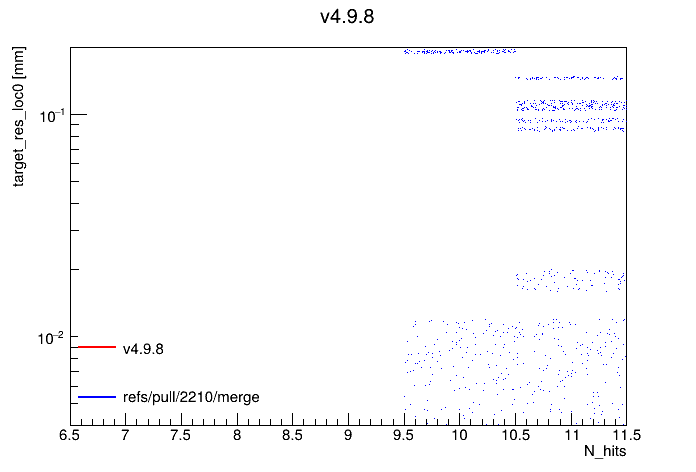 v4.9.8
target_res_loc0 [mm]
10⁻¹
10⁻²
v4.9.8
refs/pull/2210/merge
6.5 7 7.5 8 8.5 9 9.5 10 10.5 11 11.5
N_hits